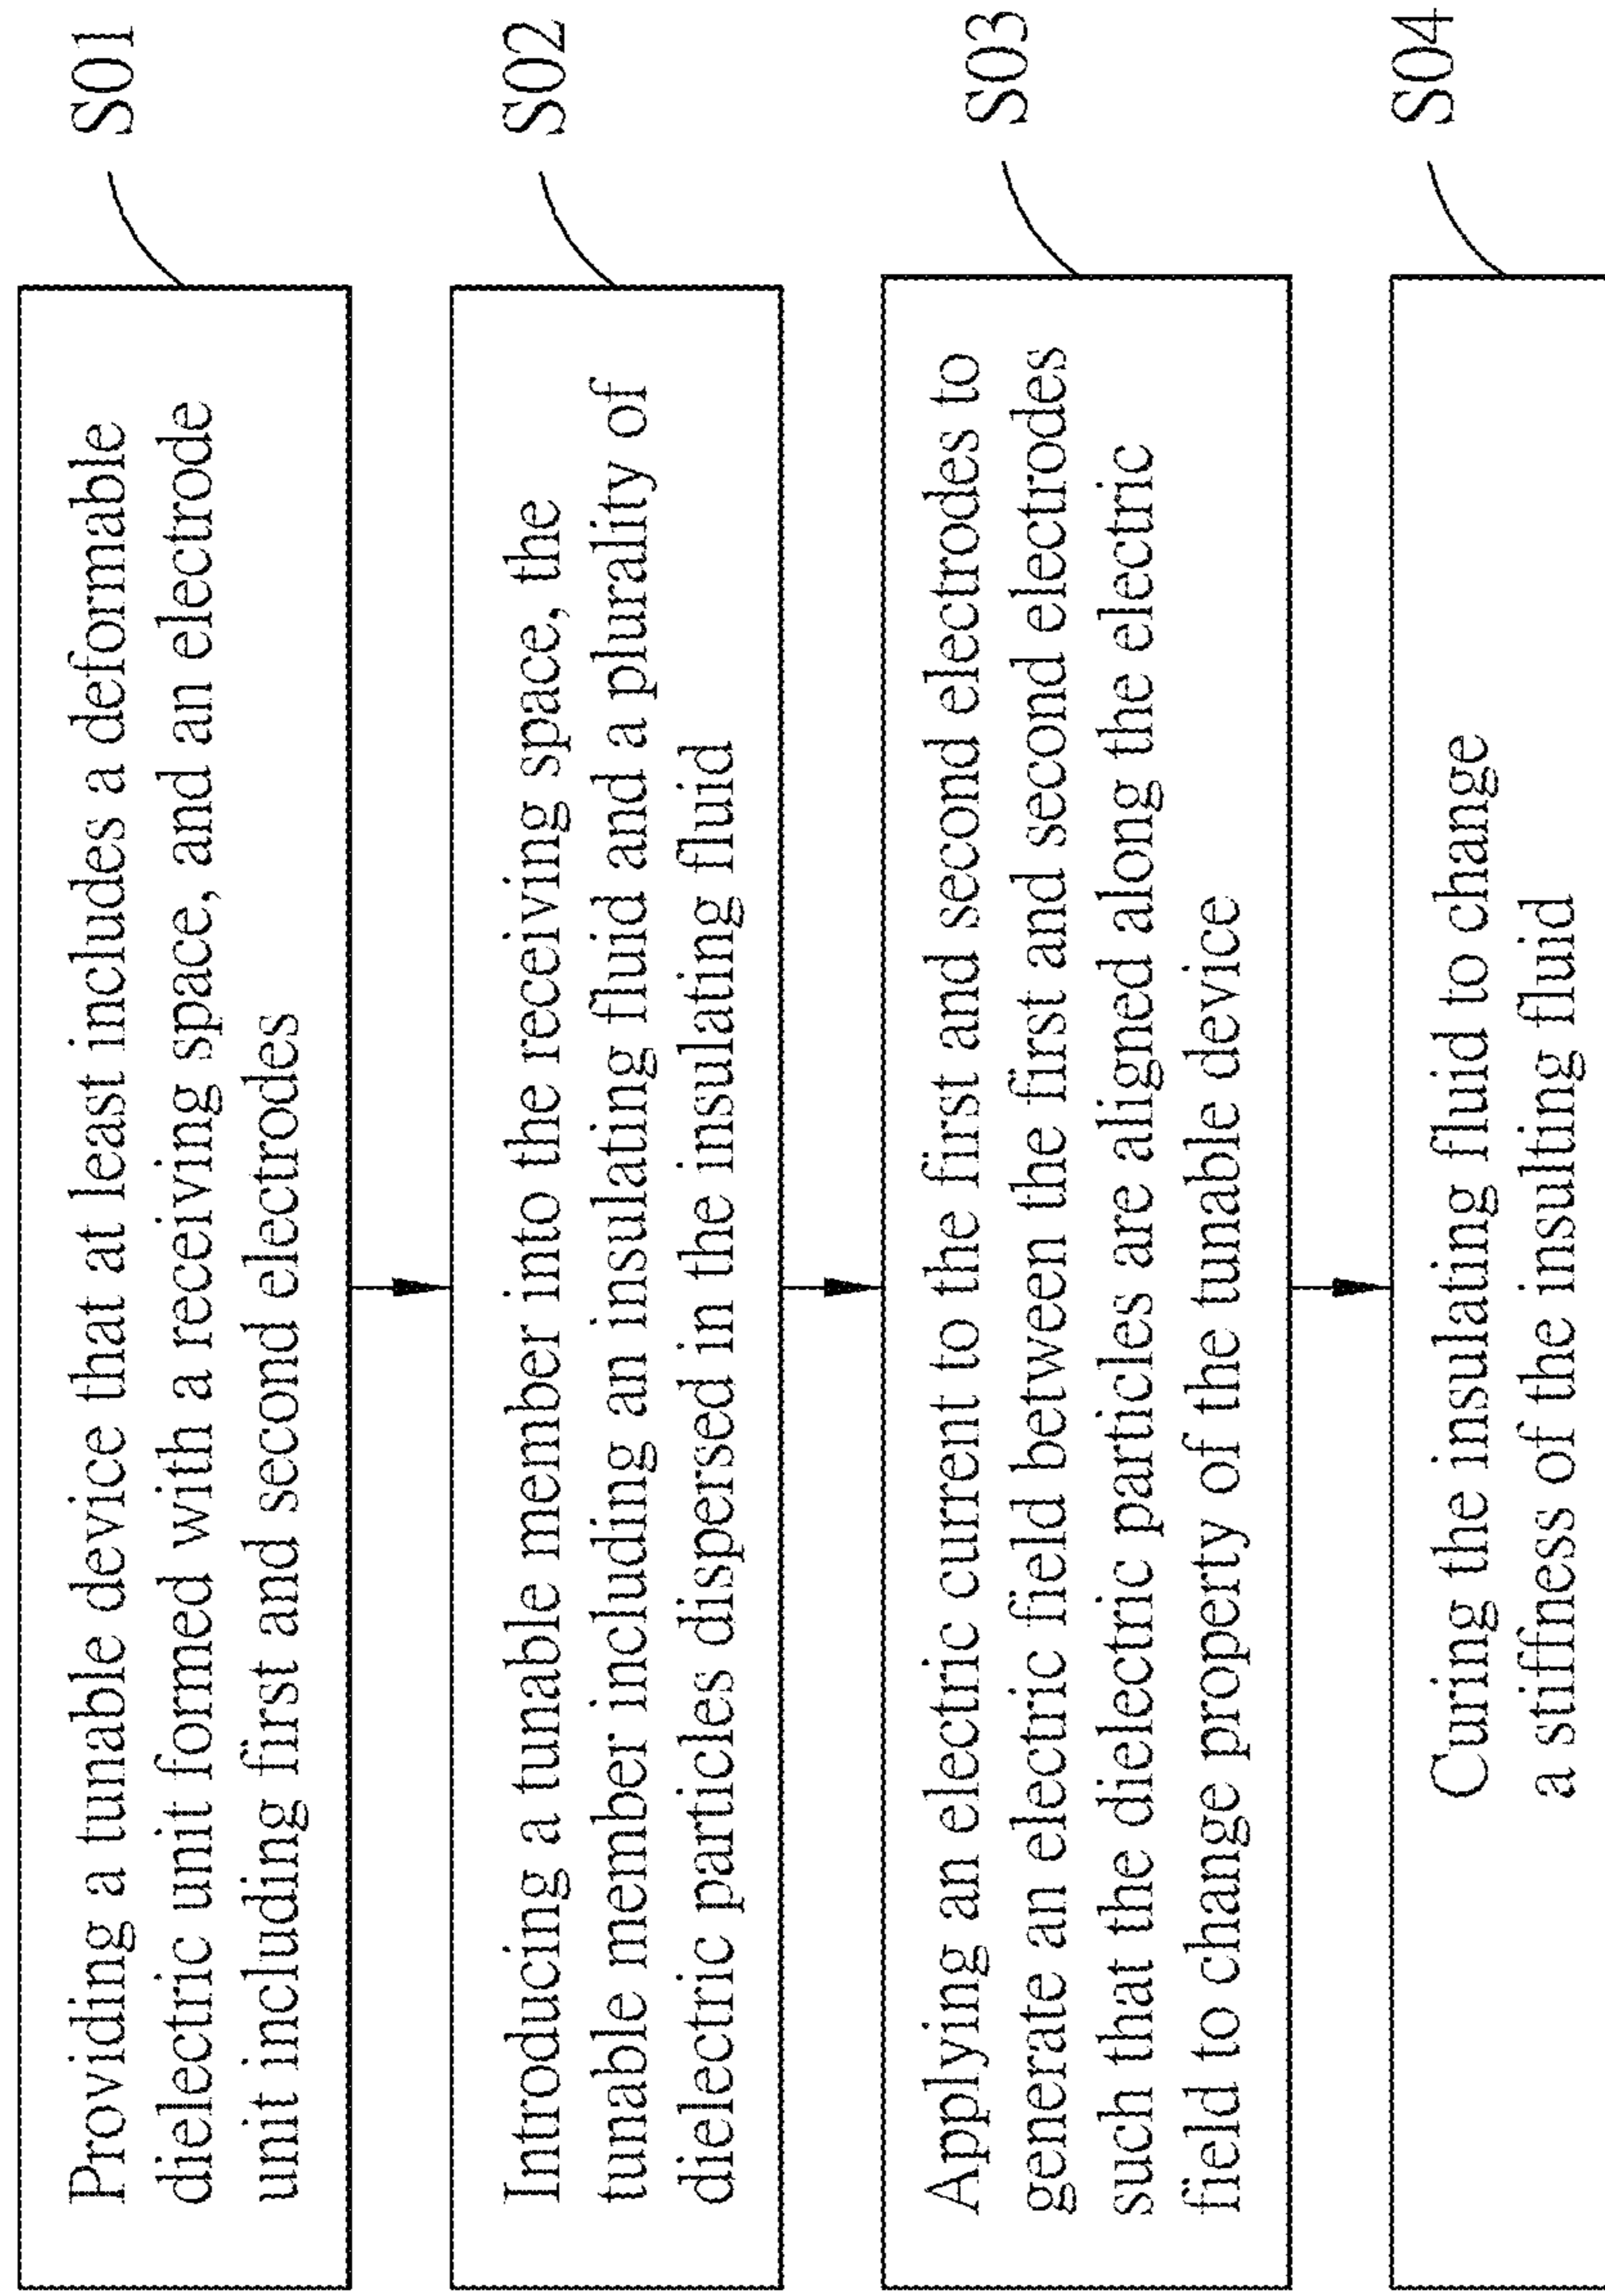 Providing a tunable device that at least includes a deformable
dielectric unit formed with a receiving space, and an electrode
unit including first and second electrodes
S01
Introducing a tunable member into the receiving space, the
tunable member including an insulating fluid and a plurality of
dielectric particles dispersed in the insulating fluid
S02
Applying an electric current to the first and second electrodes to
generate an electric field between the first and second electrodes
such that the dielectric particles are aligned along the electric
field to change property of the tunable device
S03
Curing the insulating fluid to change
a stiffness of the insulting fluid
S04